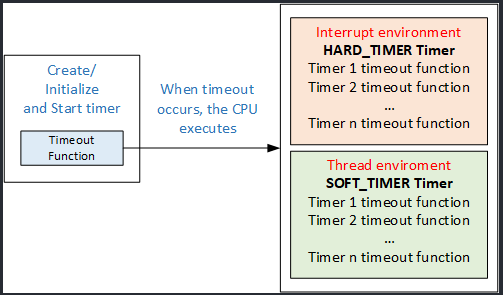 Create/
Initialize
and Start timer
Timeout
Function
When timeout
occurs, the CPU
executes
Interrupt environment
HARD_TIMER Timer
Timer 1 timeout function
Timer 2 timeout function
...
Timer n timeout function
Thread enviroment
SOFT_TIMER Timer
Timer 1 timeout function
Timer 2 timeout function
...
Timer n timeout function